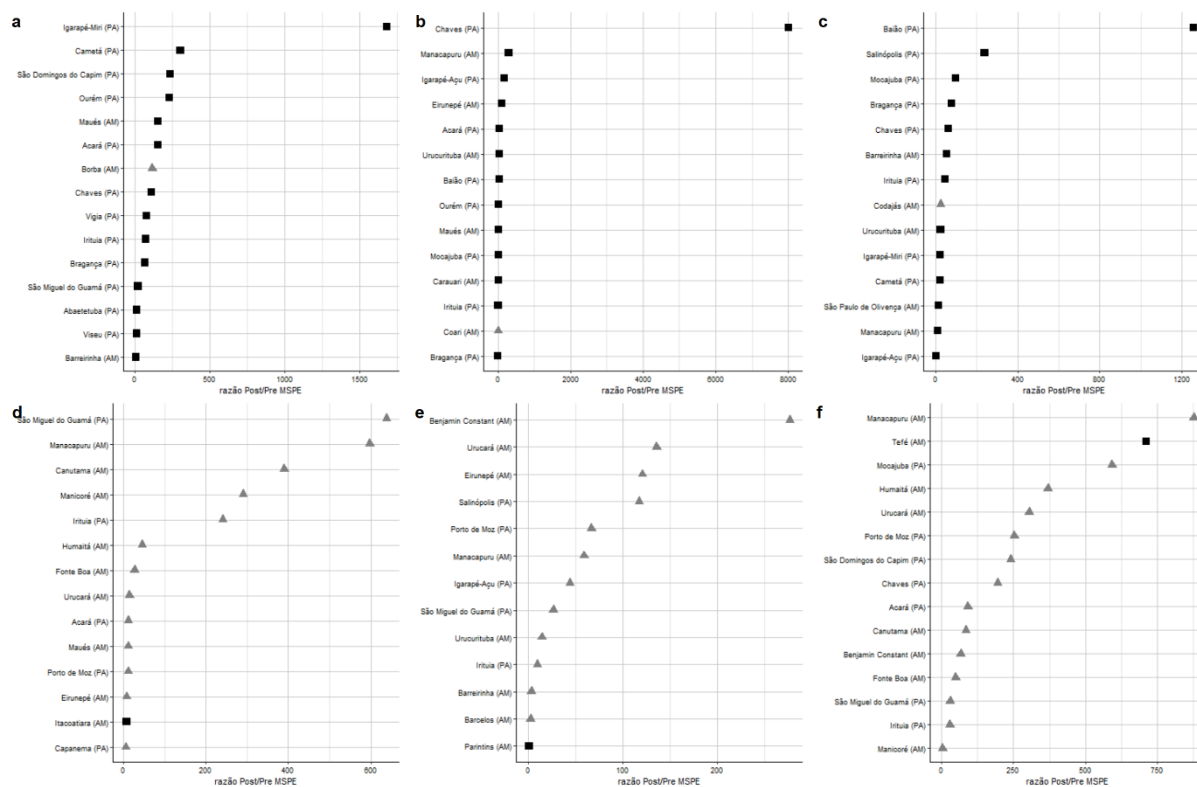 a
Igarapé-Miri (PA)
Cametá (PA)
São Domingos do Capim (PA)
Ourém (PA)
Maués (AM)
Acará (PA)
Borba (AM)
Chaves (PA)
Vigia (PA)
Irituia (PA)
Bragança (PA)
São Miguel do Guamá (PA)
Abaetetuba (PA)
Viseu (PA)
Barreirinha (AM)
0 500 1000 1500
razão Post/Pre MSPE
b
Chaves (PA)
Manacapuru (AM)
Igarapé-Açu (PA)
Eirunepé (AM)
Acará (PA)
Urucurituba (AM)
Baião (PA)
Ourém (PA)
Maués (AM)
Mocajuba (PA)
Carauari (AM)
Irituia (PA)
Coari (AM)
Bragança (PA)
0 2000 4000 6000 8000
razão Post/Pre MSPE
c
Baião (PA)
Salinópolis (PA)
Mocajuba (PA)
Bragança (PA)
Chaves (PA)
Barreirinha (AM)
Irituia (PA)
Codajás (AM)
Urucurituba (AM)
Igarapé-Miri (PA)
Cametá (PA)
São Paulo de Olivença (AM)
Manacapuru (AM)
Igarapé-Açu (PA)
0 400 800 1200
razão Post/Pre MSPE
d
São Miguel do Guamá (PA)
Manacapuru (AM)
Canutama (AM)
Manicoré (AM)
Irituia (PA)
Humaitá (AM)
Fonte Boa (AM)
Urucará (AM)
Acará (PA)
Maués (AM)
Porto de Moz (PA)
Eirunepé (AM)
Itacoatiara (AM)
Capanema (PA)
0 200 400 600
razão Post/Pre MSPE
e
Benjamin Constant (AM)
Urucará (AM)
Eirunepé (AM)
Salinópolis (PA)
Porto de Moz (PA)
Manacapuru (AM)
Igarapé-Açu (PA)
São Miguel do Guamá (PA)
Urucurituba (AM)
Irituia (PA)
Barreirinha (AM)
Barcelos (AM)
Parintins (AM)
0 100 200
razão Post/Pre MSPE
f
Manacapuru (AM)
Tefé (AM)
Mocajuba (PA)
Humaitá (AM)
Urucará (AM)
Porto de Moz (PA)
São Domingos do Capim (PA)
Chaves (PA)
Acará (PA)
Canutama (AM)
Benjamin Constant (AM)
Fonte Boa (AM)
São Miguel do Guamá (PA)
Irituia (PA)
Manicoré (AM)
0 250 500 750
razão Post/Pre MSPE